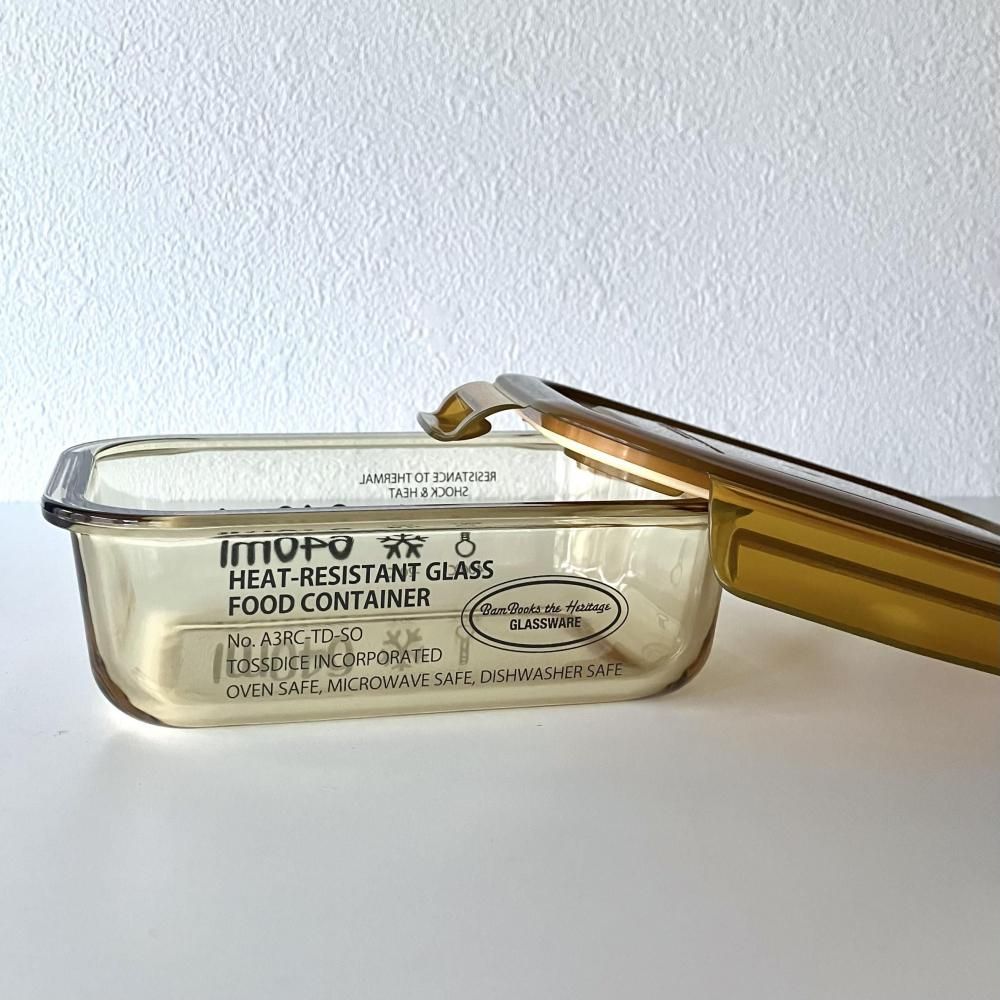 RESISTANCE TO THERMAL
SHOCK & HEAT
640ml
HEAT-RESISTANT GLASS
FOOD CONTAINER
BamBooks the Heritage
GLASSWARE
No. A3RC-TD-SO
TOSSDICE INCORPORATED
OVEN SAFE, MICROWAVE SAFE, DISHWASHER SAFE